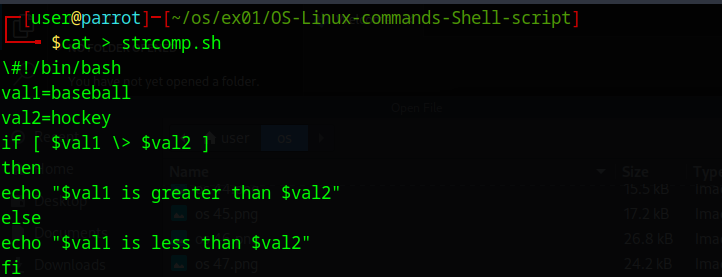 ┌─[user@parrot]─[~/os/ex01/OS-Linux-commands-Shell-script]
└──╼ $cat > strcomp.sh
\#!/bin/bash
You have not yet opened a folder.
val1=baseball
val2=hockey
Open File
if [ $val1 \> $val2 ]
user os
then
Home
Name Size Type
echo "$val1 is greater than $val2"
15.5 kB Ima
else
os 45.png 17.2 kB Ima
echo "$val1 is less than $val2"
26.8 kB Ima
fi
Downloads os 47.png 24.2 kB Ima